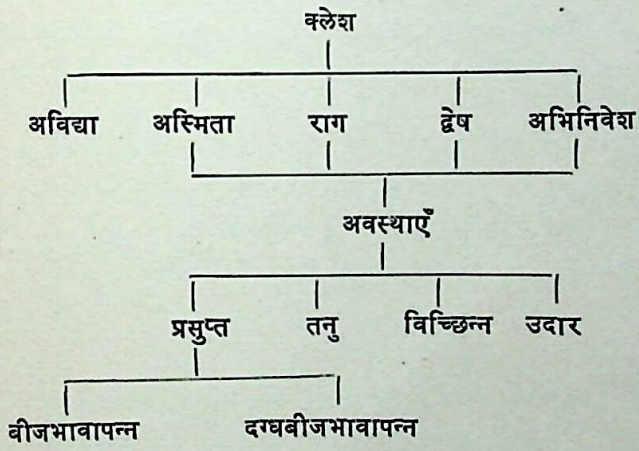 क्लेश
अविद्या अस्मिता राग द्वेष अभिनिवेश
अवस्थाएँ
प्रसुप्त तनु विच्छिन्न उदार
बीजभावापन्न दग्घबीजभावापन्न